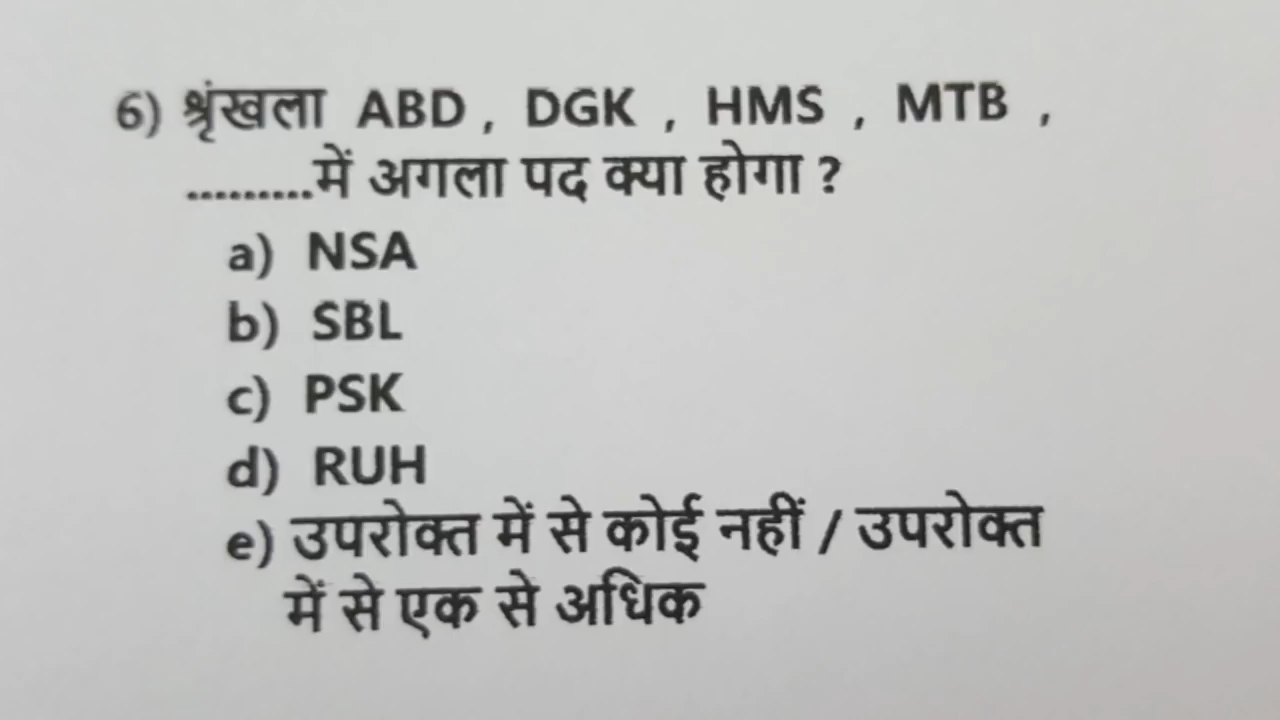 6) श्रृंखला ABD , DGK , HMS , MTB ,
.........में अगला पद क्या होगा ?
a) NSA
b) SBL
c) PSK
d) RUH
e) उपरोक्त में से कोई नहीं / उपरोक्त
में से एक से अधिक